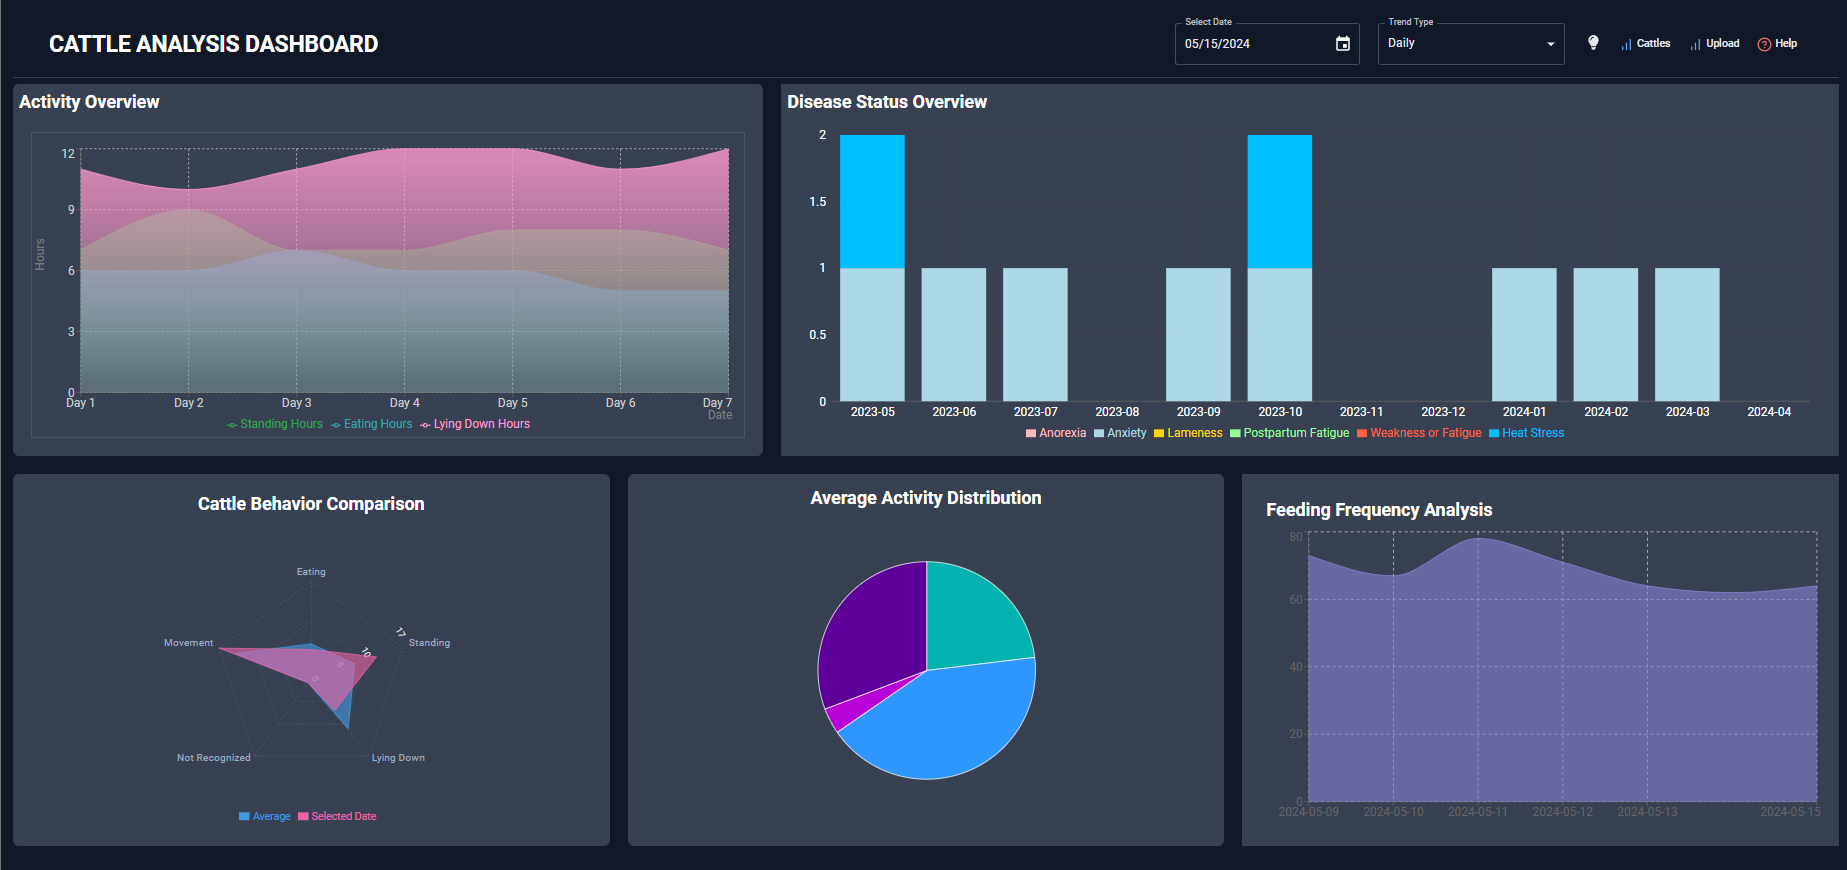 CATTLE ANALYSIS DASHBOARD
Select Date
05/15/2024
Trend Type
Daily
Cattles
Upload
Help
Activity Overview
12
9
6
3
0
Hours
Day 1 Day 2 Day 3 Day 4 Day 5 Day 6 Day 7
Date
Standing Hours Eating Hours Lying Down Hours
Disease Status Overview
2
1.5
1
0.5
0
2023-05 2023-06 2023-07 2023-08 2023-09 2023-10 2023-11 2023-12 2024-01 2024-02 2024-03 2024-04
Anorexia Anxiety Lameness Postpartum Fatigue Weakness or Fatigue Heat Stress
Cattle Behavior Comparison
Eating
17
Movement
Standing
10
5
0
Not Recognized
Lying Down
Average Selected Date
Average Activity Distribution
Feeding Frequency Analysis
80
60
40
20
0
2024-05-09 2024-05-10 2024-05-11 2024-05-12 2024-05-13 2024-05-15